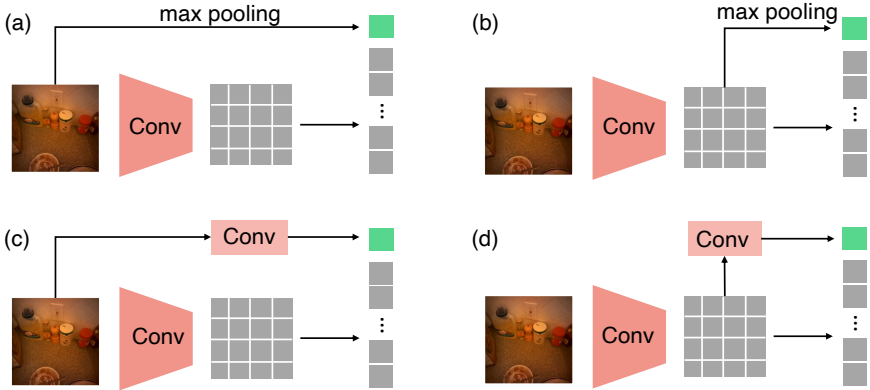 (a)
max pooling
Conv
(b)
max pooling
Conv
(c)
Conv
Conv
(d)
Conv
Conv